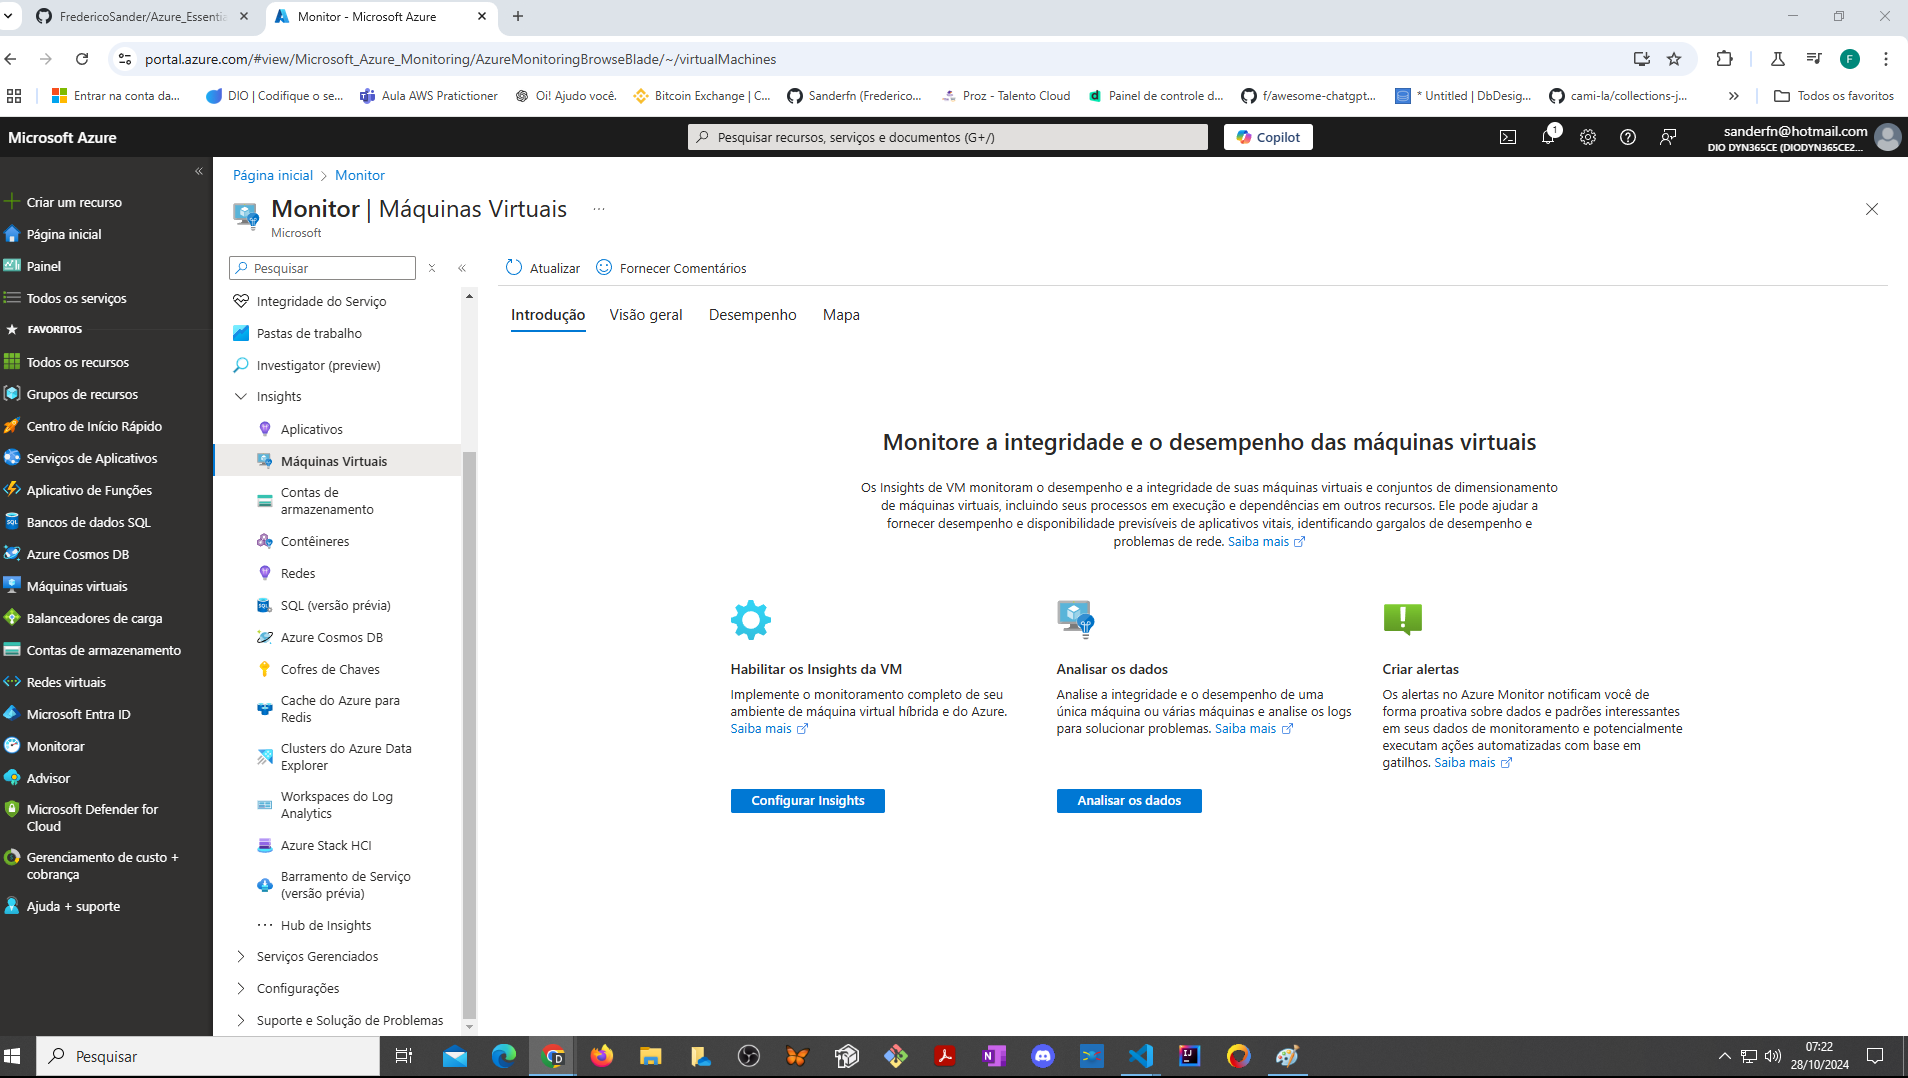 FredericoSander/Azure_Essentia
Monitor - Microsoft Azure
portal.azure.com/#view/Microsoft_Azure_Monitoring/AzureMonitoringBrowseBlade/~/virtualMachines
F
Entrar na conta da...
DIO | Codifique o se...
Aula AWS Pratictioner
Oi! Ajudo você.
Bitcoin Exchange | C...
Sanderfn (Frederico...
Proz - Talento Cloud
Painel de controle d...
f/awesome-chatgpt...
* Untitled | DbDesig...
cami-la/collections-j...
Todos os favoritos
Microsoft Azure
Pesquisar recursos, serviços e documentos (G+/)
Copilot
1
sanderfn@hotmail.com
DIO DYN365CE (DIODYN365CE2...
Criar um recurso
Página inicial
Painel
Todos os serviços
FAVORITOS
Todos os recursos
Grupos de recursos
Centro de Início Rápido
Serviços de Aplicativos
Aplicativo de Funções
Bancos de dados SQL
Azure Cosmos DB
Máquinas virtuais
Balanceadores de carga
Contas de armazenamento
Redes virtuais
Microsoft Entra ID
Monitorar
Advisor
Microsoft Defender for
Cloud
Gerenciamento de custo +
cobrança
Ajuda + suporte
Página inicial > Monitor
Monitor | Máquinas Virtuais
Microsoft
Pesquisar
Integridade do Serviço
Pastas de trabalho
Investigator (preview)
Insights
Aplicativos
Máquinas Virtuais
Contas de
armazenamento
Contêineres
Redes
SQL (versão prévia)
Azure Cosmos DB
Cofres de Chaves
Cache do Azure para
Redis
Clusters do Azure Data
Explorer
Workspaces do Log
Analytics
Azure Stack HCI
Barramento de Serviço
(versão prévia)
Hub de Insights
Serviços Gerenciados
Configurações
Suporte e Solução de Problemas
Atualizar
Fornecer Comentários
Introdução
Visão geral
Desempenho
Mapa
Monitore a integridade e o desempenho das máquinas virtuais
Os Insights de VM monitoram o desempenho e a integridade de suas máquinas virtuais e conjuntos de dimensionamento
de máquinas virtuais, incluindo seus processos em execução e dependências em outros recursos. Ele pode ajudar a
fornecer desempenho e disponibilidade previsíveis de aplicativos vitais, identificando gargalos de desempenho e
problemas de rede. Saiba mais
Habilitar os Insights da VM
Implemente o monitoramento completo de seu
ambiente de máquina virtual híbrida e do Azure.
Saiba mais
Configurar Insights
Analisar os dados
Analise a integridade e o desempenho de uma
única máquina ou várias máquinas e analise os logs
para solucionar problemas. Saiba mais
Analisar os dados
Criar alertas
Os alertas no Azure Monitor notificam você de
forma proativa sobre dados e padrões interessantes
em seus dados de monitoramento e potencialmente
executam ações automatizadas com base em
gatilhos. Saiba mais
Pesquisar
07:22
28/10/2024